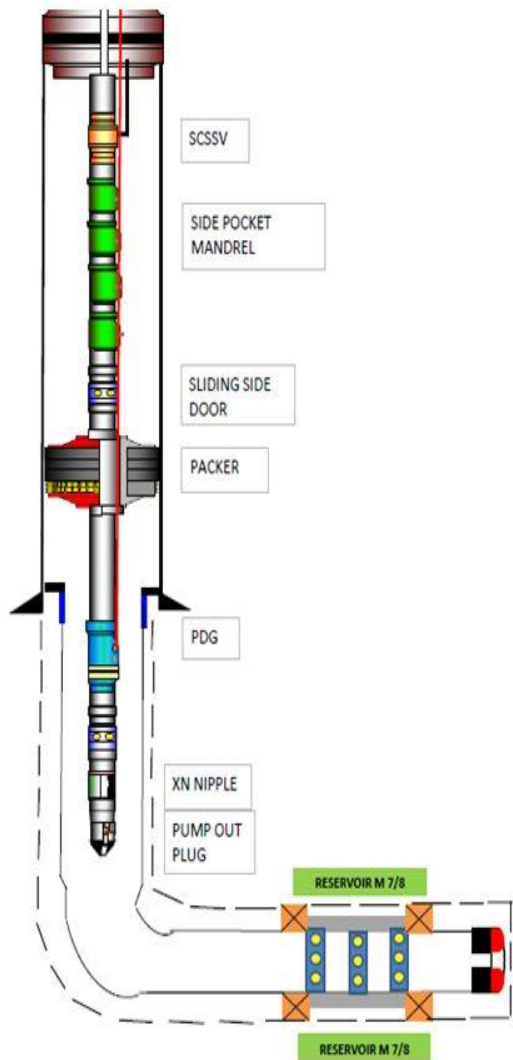 SCSSV
SIDE POCKET
MANDREL
SLIDING SIDE
DOOR
PACKER
PDG
XN NIPPLE
PUMP OUT
PLUG
RESERVOIR M 7/8
RESERVOIR M 7/8